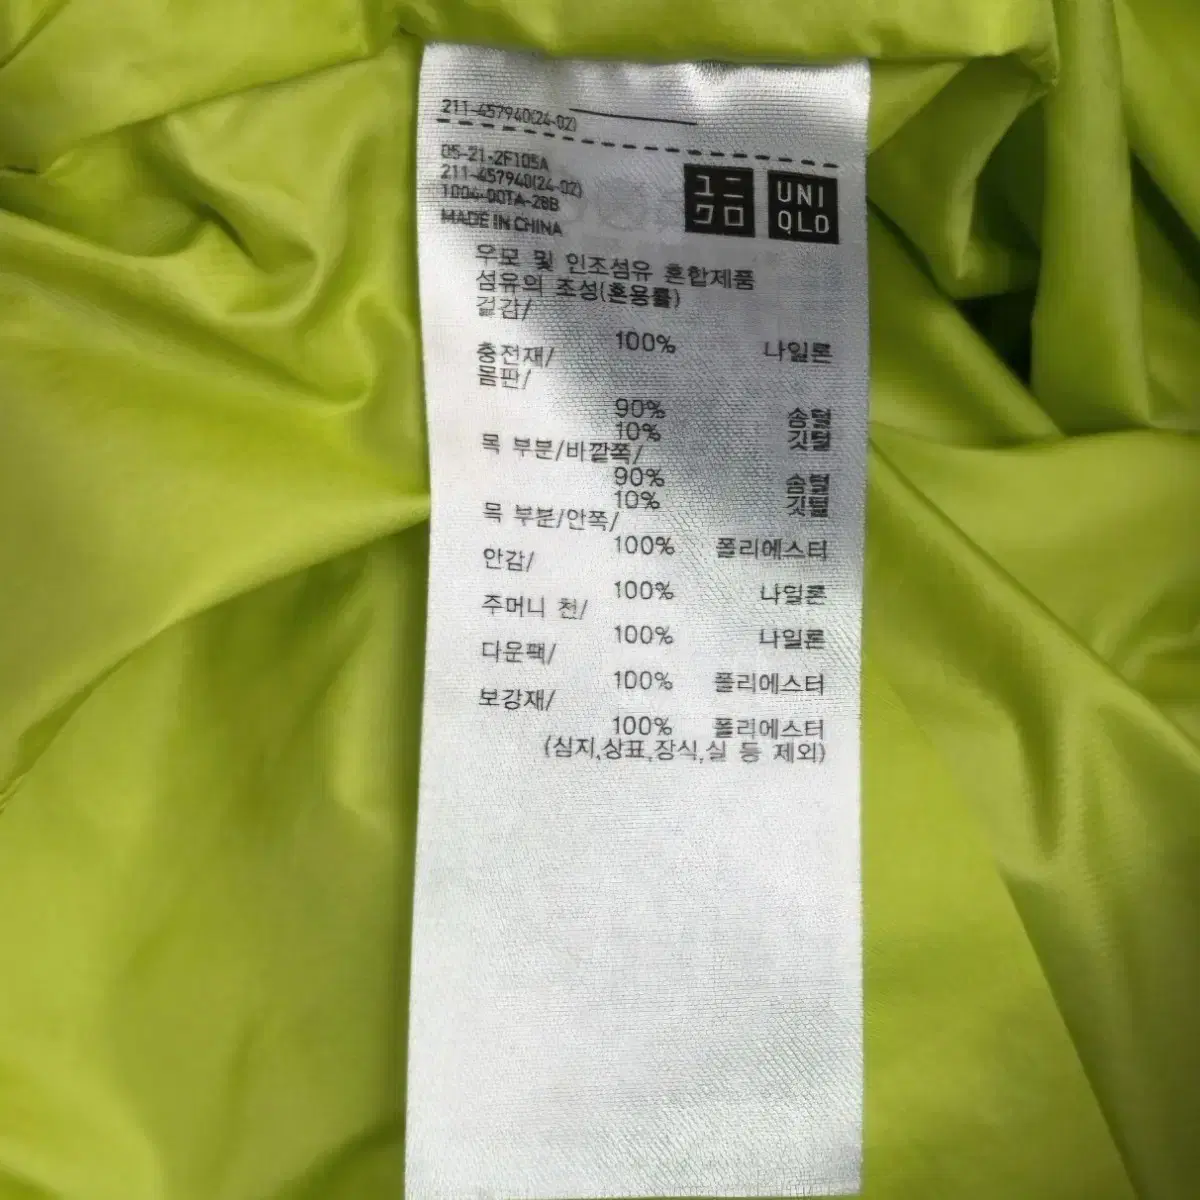 211-457940(24-02)
05-21-2F105A
211-457940(24-02)
1004-00TA-28B
MADE IN CHINA
ユニ
クロ
UNI
QLO
우모 및 인조섬유 혼합제품
섬유의 조성(혼용률)
겉감/
100% 나일론
충전재/
몸판/
90% 솜털
10% 깃털
목 부분/바깥쪽/
90% 솜털
10% 깃털
목 부분/안쪽/
100% 폴리에스터
안감/
100% 나일론
주머니 천/
100% 나일론
다운팩/
100% 폴리에스터
보강재/
100% 폴리에스터
(심지,상표,장식,실 등 제외)